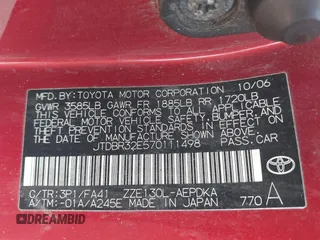 MFD. BY: TOYOTA MOTOR CORPORATION 10/06
GVWR 3585LB GAWR FR 1885LB RR 1720LB
THIS VEHICLE CONFORMS TO ALL APPLICABLE
FEDERAL MOTOR VEHICLE SAFETY, BUMPER, AND
THEFT PREVENTION STANDARDS IN EFFECT ON
THE DATE OF MANUFACTURE SHOWN ABOVE.
JTDBR32E570111498 PASS.CAR
C/TR: 3P1/FA41 ZZE130L-AEPDKA
A/TM: -01A/A245E MADE IN JAPAN 770 A
TOYOTA